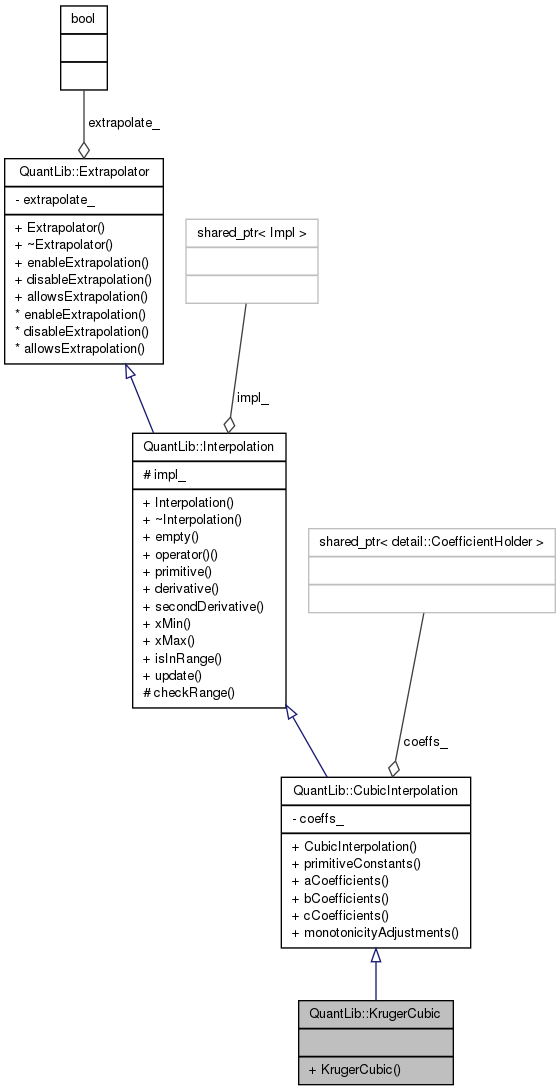 bool
extrapolate_
QuantLib::Extrapolator
- extrapolate_
+ Extrapolator()
+ ~Extrapolator()
+ enableExtrapolation()
+ disableExtrapolation()
+ allowsExtrapolation()
* enableExtrapolation()
* disableExtrapolation()
* allowsExtrapolation()
shared_ptr< Impl >
impl_
QuantLib::Interpolation
# impl_
+ Interpolation()
+ ~Interpolation()
+ empty()
+ operator()()
+ primitive()
+ derivative()
+ secondDerivative()
+ xMin()
+ xMax()
+ isInRange()
+ update()
# checkRange()
shared_ptr< detail::CoefficientHolder >
coeffs_
QuantLib::CubicInterpolation
- coeffs_
+ CubicInterpolation()
+ primitiveConstants()
+ aCoefficients()
+ bCoefficients()
+ cCoefficients()
+ monotonicityAdjustments()
QuantLib::KrugerCubic
+ KrugerCubic()